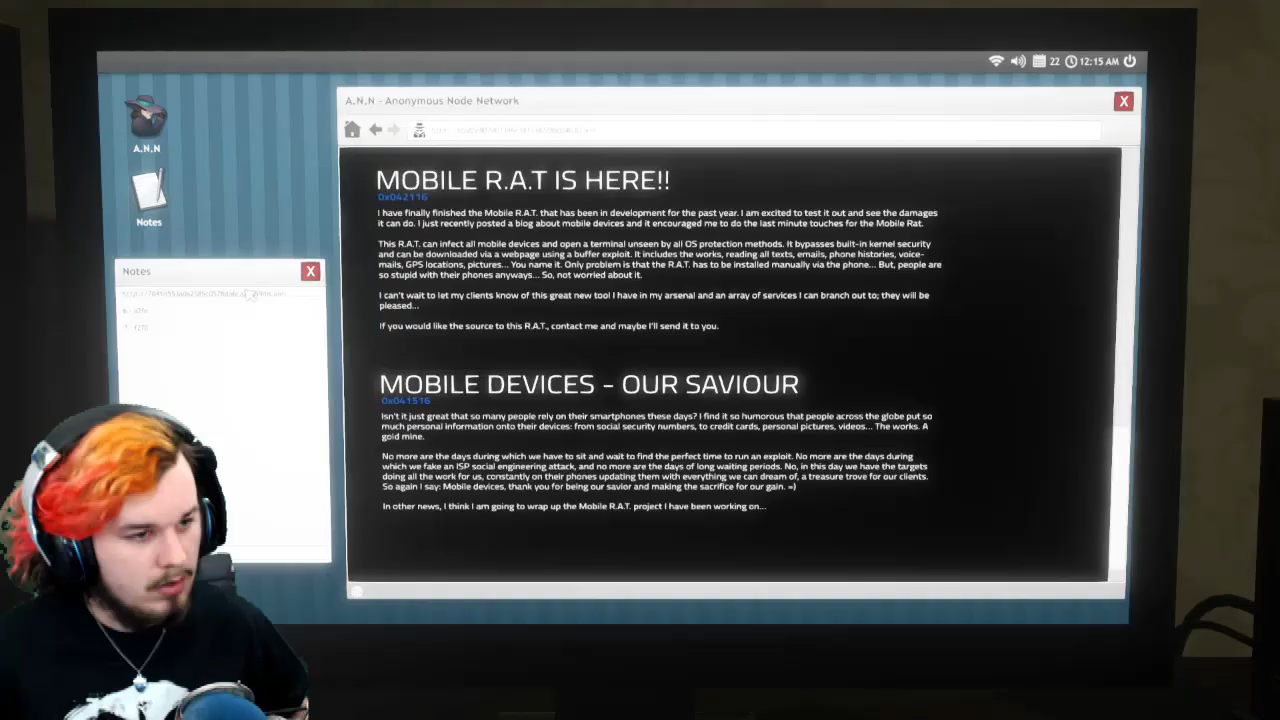 22 12:15 AM
A.N.N - Anonymous Node Network
X
A.N.N
Notes
Notes
X
MOBILE R.A.T IS HERE!!
0x042116
I have finally finished the Mobile R.A.T. that has been in development for the past year. I am excited to test it out and see the damages
it can do. I just recently posted a blog about mobile devices and it encouraged me to do the last minute touches for the Mobile Rat.
This R.A.T. can infect all mobile devices and open a terminal unseen by all OS protection methods. It bypasses built-in kernel security
and can be downloaded via a webpage using a buffer exploit. It includes the works, reading all texts, emails, phone histories, voice-
mails, GPS locations, pictures... You name it. Only problem is that the R.A.T. has to be installed manually via the phone... But, people are
so stupid with their phones anyways... So, not worried about it.
I can't wait to let my clients know of this great new tool I have in my arsenal and an array of services I can branch out to; they will be
pleased...
If you would like the source to this R.A.T., contact me and maybe I'll send it to you.
MOBILE DEVICES - OUR SAVIOUR
0x041516
Isn't it just great that so many people rely on their smartphones these days? I find it so humorous that people across the globe put so
much personal information onto their devices: from social security numbers, to credit cards, personal pictures, videos... The works. A
gold mine.
No more are the days during which we have to sit and wait to find the perfect time to run an exploit. No more are the days during
which we fake an ISP social engineering attack, and no more are the days of long waiting periods. No, in this day we have the targets
doing all the work for us, constantly on their phones updating them with everything we can dream of, a treasure trove for our clients.
So again I say: Mobile devices, thank you for being our savior and making the sacrifice for our gain. =)
In other news, I think I am going to wrap up the Mobile R.A.T. project I have been working on...